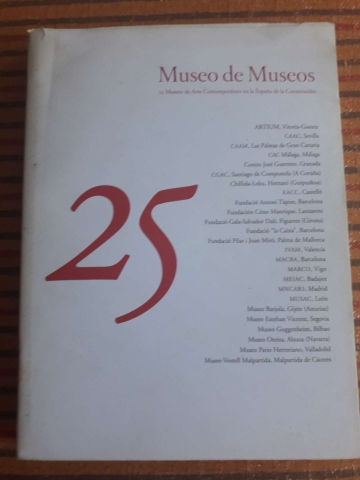 Museo de Museos
25 Museos de Arte Contemporáneo en la España de la Constitución
25
ARTIUM, Vitoria-Gasteiz
CAAC, Sevilla
CAAM, Las Palmas de Gran Canaria
CAC Málaga, Málaga
Centro José Guerrero, Granada
CGAC, Santiago de Compostela (A Coruña)
Chillida-Leku, Hernani (Guipúzkoa)
EACC, Castelló
Fundació Antoni Tàpies, Barcelona
Fundación César Manrique, Lanzarote
Fundació Gala-Salvador Dalí, Figueres (Girona)
Fundació "la Caixa", Barcelona
Fundació Pilar i Joan Miró, Palma de Mallorca
IVAM, Valencia
MACBA, Barcelona
MARCO, Vigo
MEIAC, Badajoz
MNCARS, Madrid
MUSAC, León
Museo Barjola, Gijón (Asturias)
Museo Esteban Vicente, Segovia
Museo Guggenheim, Bilbao
Museo Oteiza, Alzuza (Navarra)
Museo Patio Herreriano, Valladolid
Museo Vostell Malpartida, Malpartida de Cáceres